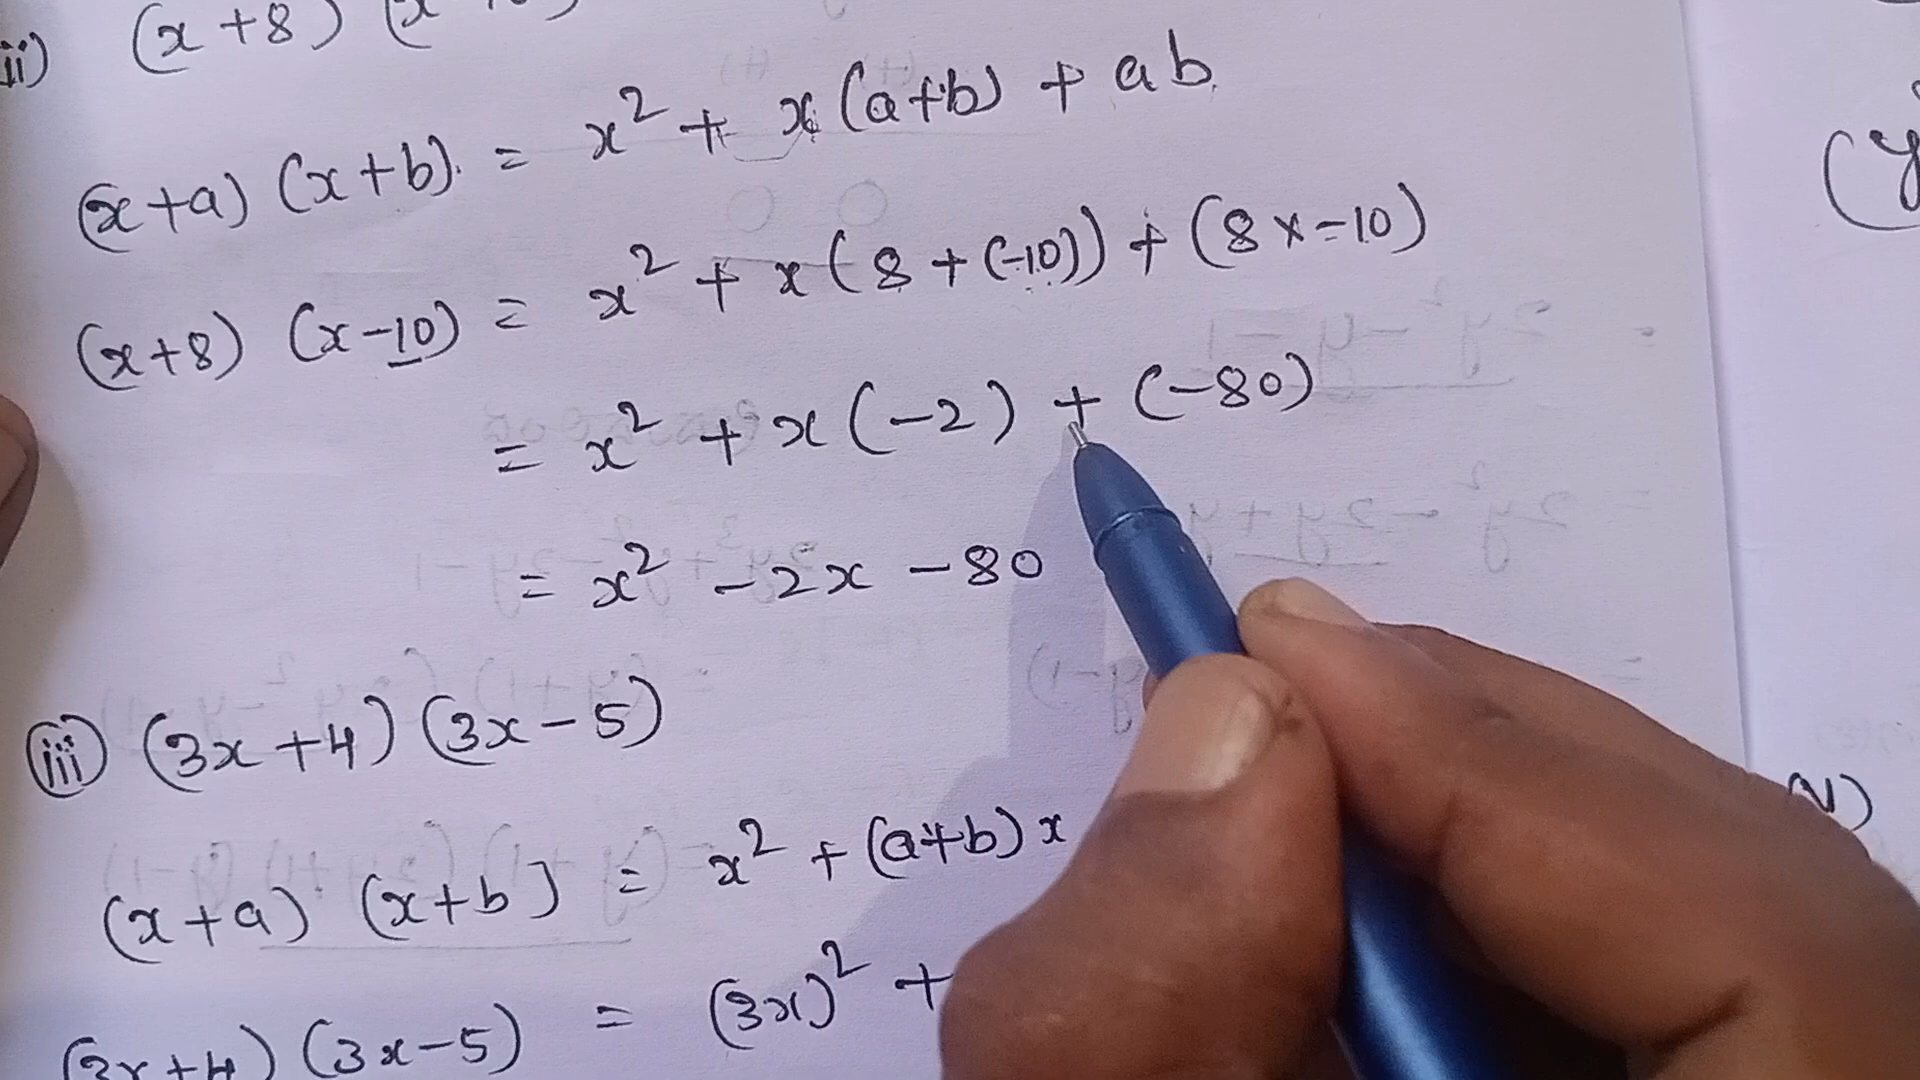 ii) (x+8) (x
(x+a) (x+b) = x² + x(a+b) + ab
(x+8) (x-10) = x² + x(8+(-10)) + (8×-10)
= x² + x(-2) + (-80)
= x² - 2x - 80
(iii) (3x+4) (3x-5)
(x+a) (x+b) = x² + (a+b)x
(3x+4) (3x-5) = (3x)² +
(y